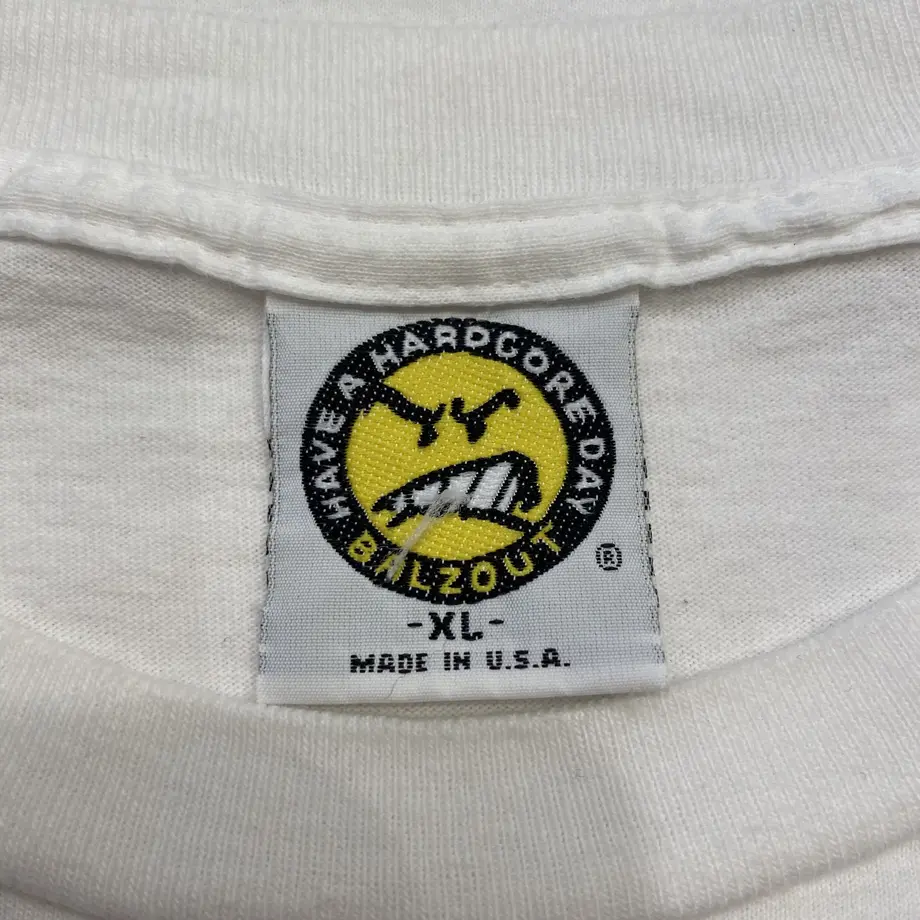 HAVE A HARDCORE DAY
BALZOUT
®
-XL-
MADE IN U.S.A.